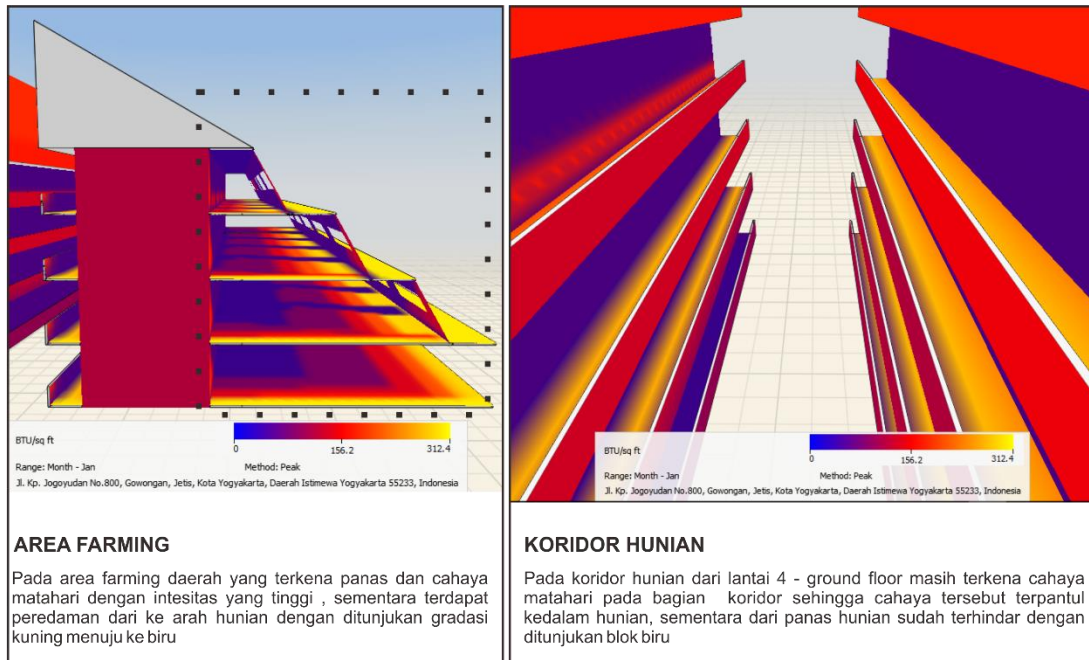 BTU/sq ft
0
156.2
312.4
Range: Month - Jan
Method: Peak
Jl. Kp. Jogoyudan No.800, Gowongan, Jetis, Kota Yogyakarta, Daerah Istimewa Yogyakarta 55233, Indonesia
AREA FARMING
Pada area farming daerah yang terkena panas dan cahaya
matahari dengan intesitas yang tinggi , sementara terdapat
peredaman dari ke arah hunian dengan ditunjukan gradasi
kuning menuju ke biru
BTU/sq ft
0
156.2
312.4
Range: Month - Jan
Method: Peak
Jl. Kp. Jogoyudan No.800, Gowongan, Jetis, Kota Yogyakarta, Daerah Istimewa Yogyakarta 55233, Indonesia
KORIDOR HUNIAN
Pada koridor hunian dari lantai 4 - ground floor masih terkena cahaya
matahari pada bagian koridor sehingga cahaya tersebut terpantul
kedalam hunian, sementara dari panas hunian sudah terhindar dengan
ditunjukan blok biru